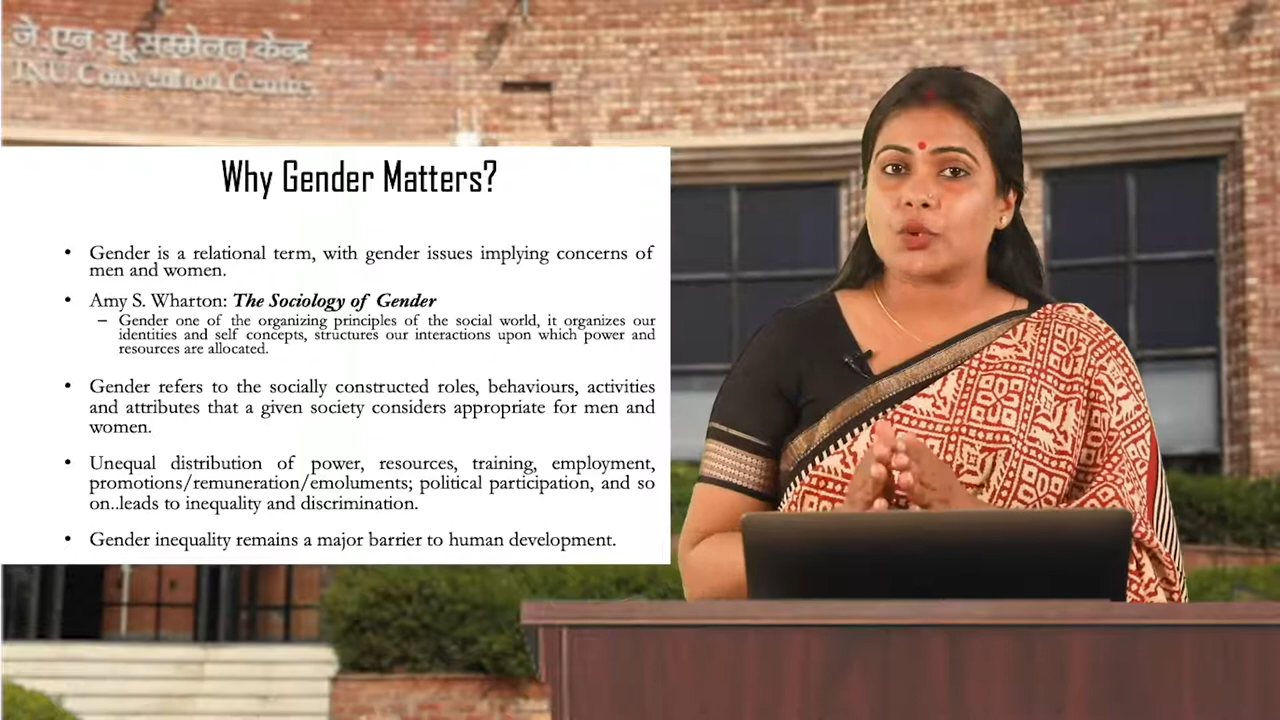 जे.एन.यू.सम्मेलन केन्द्र
JNU Convention Centre
Why Gender Matters?
• Gender is a relational term, with gender issues implying concerns of
men and women.
• Amy S. Wharton: The Sociology of Gender
– Gender one of the organizing principles of the social world, it organizes our
identities and self concepts, structures our interactions upon which power and
resources are allocated.
• Gender refers to the socially constructed roles, behaviours, activities
and attributes that a given society considers appropriate for men and
women.
• Unequal distribution of power, resources, training, employment,
promotions/remuneration/emoluments; political participation, and so
on..leads to inequality and discrimination.
• Gender inequality remains a major barrier to human development.